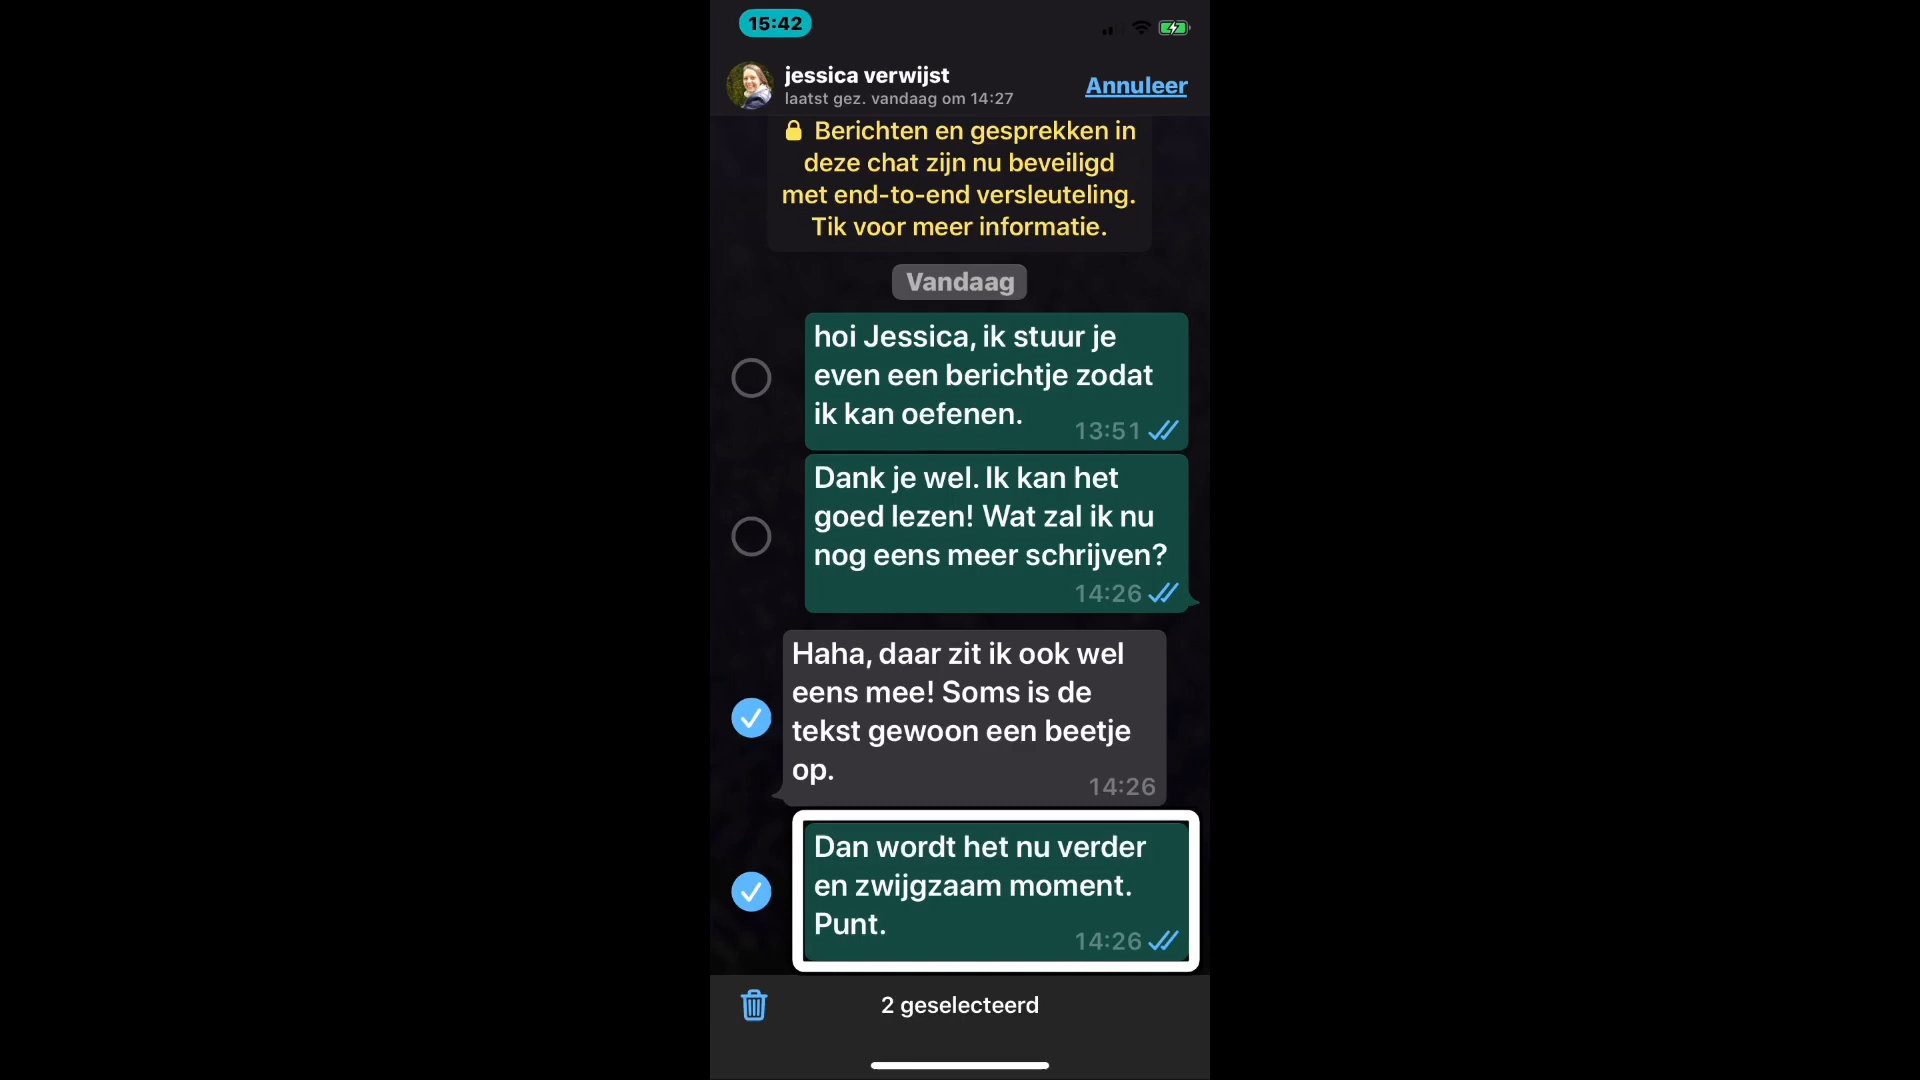 15:42
jessica verwijst
laatst gez. vandaag om 14:27
Annuleer
Berichten en gesprekken in
deze chat zijn nu beveiligd
met end-to-end versleuteling.
Tik voor meer informatie.
Vandaag
hoi Jessica, ik stuur je
even een berichtje zodat
ik kan oefenen.
13:51
Dank je wel. Ik kan het
goed lezen! Wat zal ik nu
nog eens meer schrijven?
14:26
Haha, daar zit ik ook wel
eens mee! Soms is de
tekst gewoon een beetje
op.
14:26
Dan wordt het nu verder
en zwijgzaam moment.
Punt.
14:26
2 geselecteerd